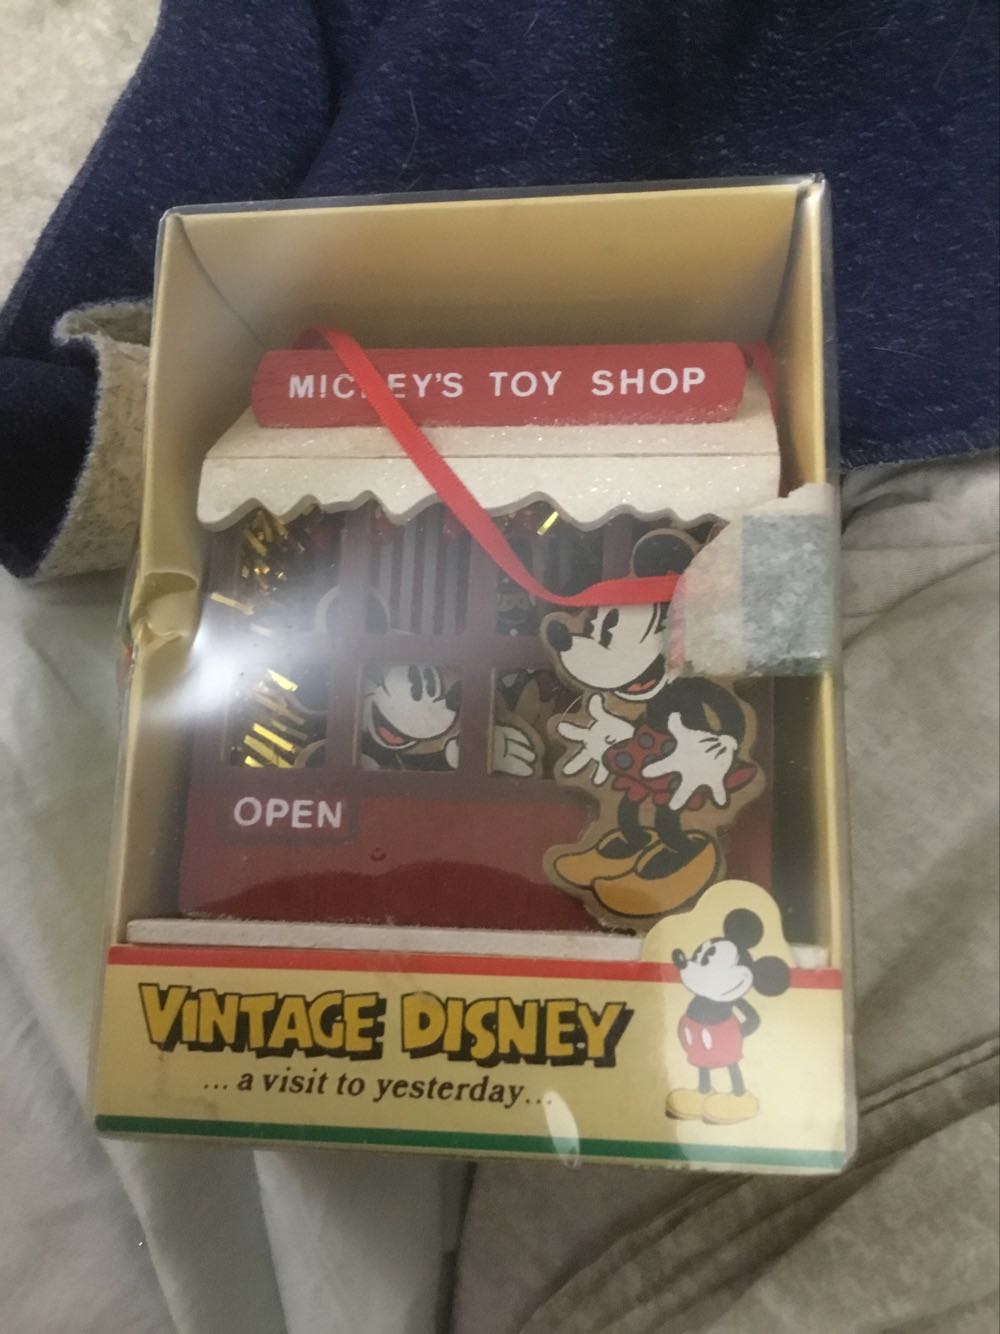 MICKEY'S TOY SHOP
OPEN
VINTAGE DISNEY
... a visit to yesterday...